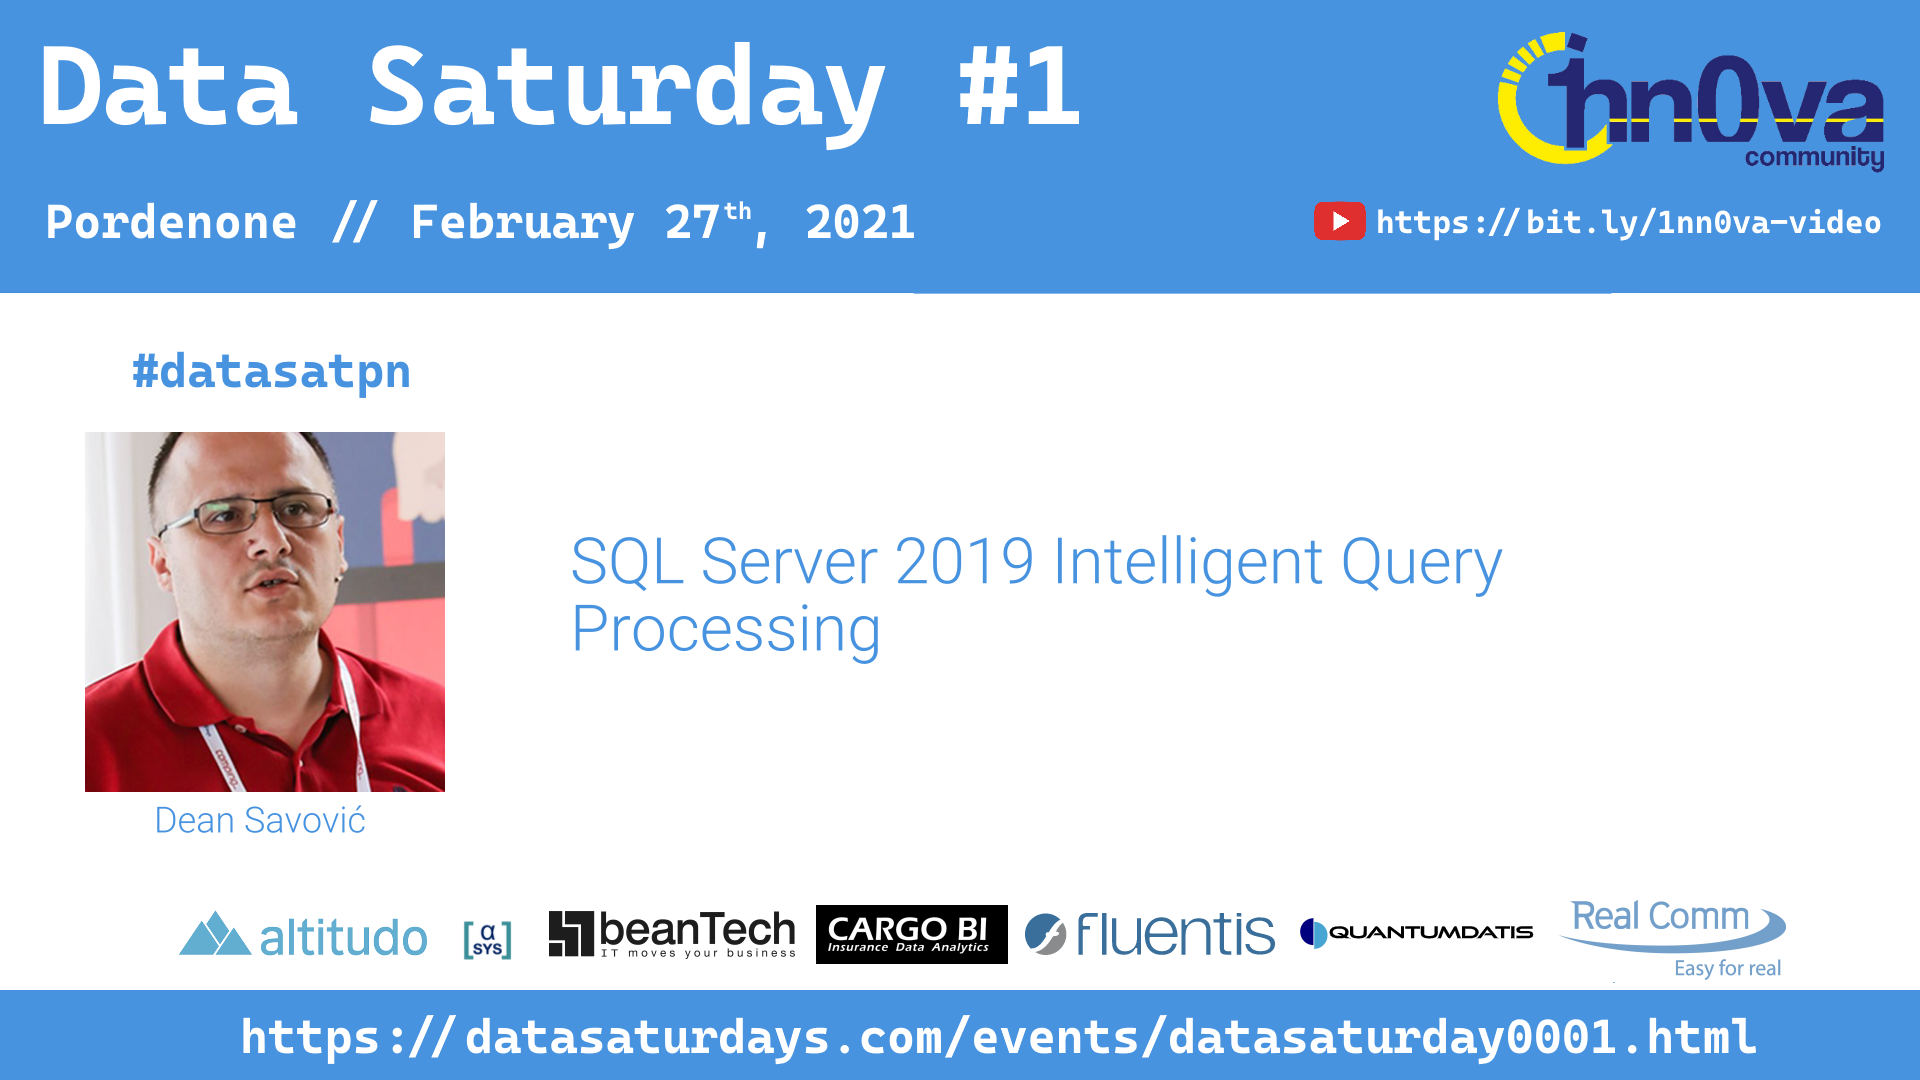 Data Saturday #1
1nn0va
community
Pordenone // February 27th, 2021
https://bit.ly/1nn0va-video
#datasatpn
SQL Server 2019 Intelligent Query
Processing
Dean Savović
altitudo
[α
SYS]
beanTech
IT moves your business
CARGO BI
Insurance Data Analytics
fluentis
QUANTUMDATIS
Real Comm
Easy for real
https://datasaturdays.com/events/datasaturday0001.html